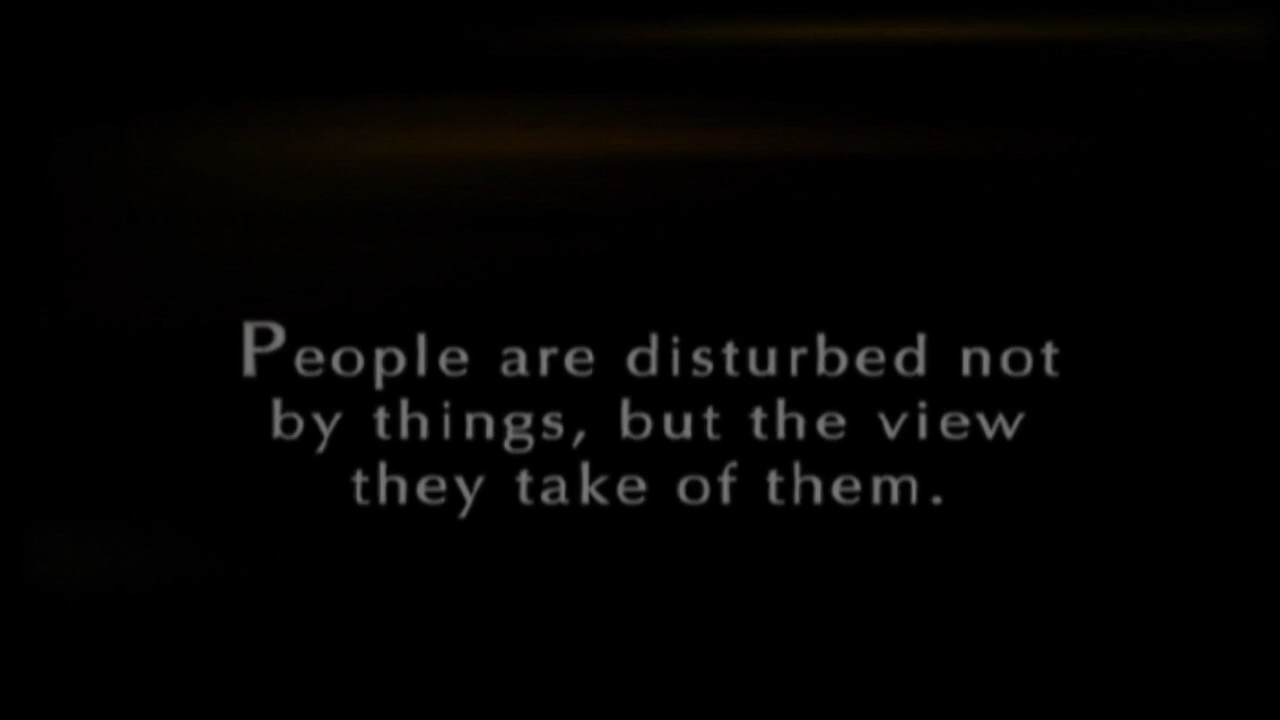 People are disturbed not
by things, but the view
they take of them.